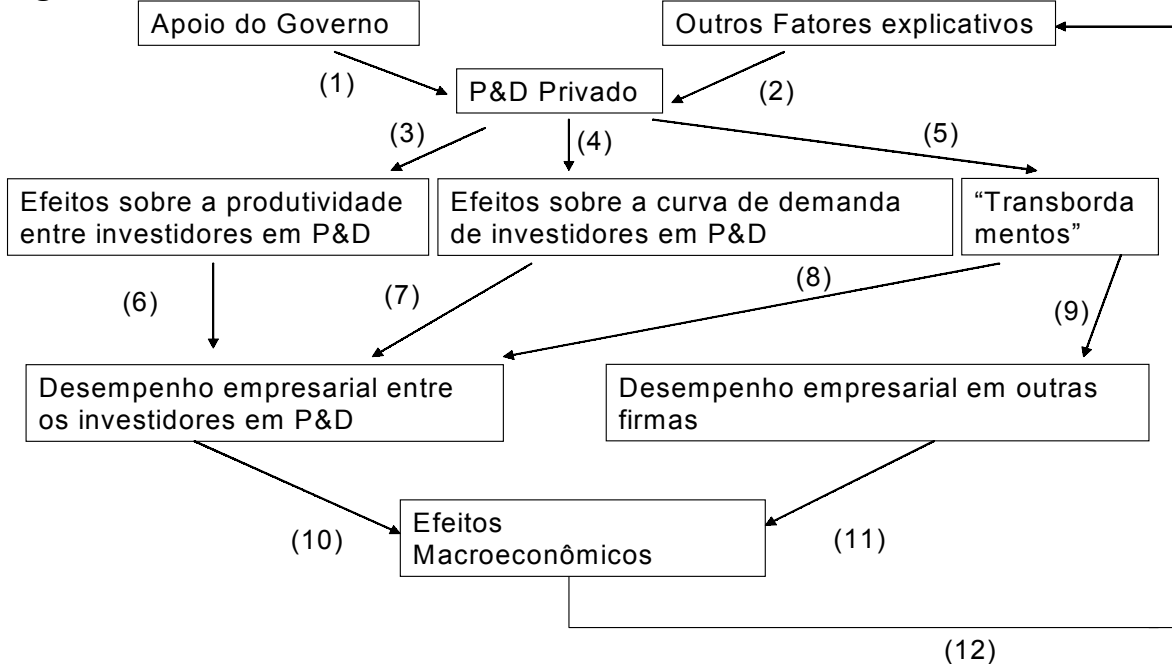 Apoio do Governo
Outros Fatores explicativos
(1)
(2)
P&D Privado
(3)
(4)
(5)
Efeitos sobre a produtividade
entre investidores em P&D
Efeitos sobre a curva de demanda
de investidores em P&D
“Transborda
mentos”
(6)
(7)
(8)
(9)
Desempenho empresarial entre
os investidores em P&D
Desempenho empresarial em outras
firmas
(10)
Efeitos
Macroeconômicos
(11)
(12)